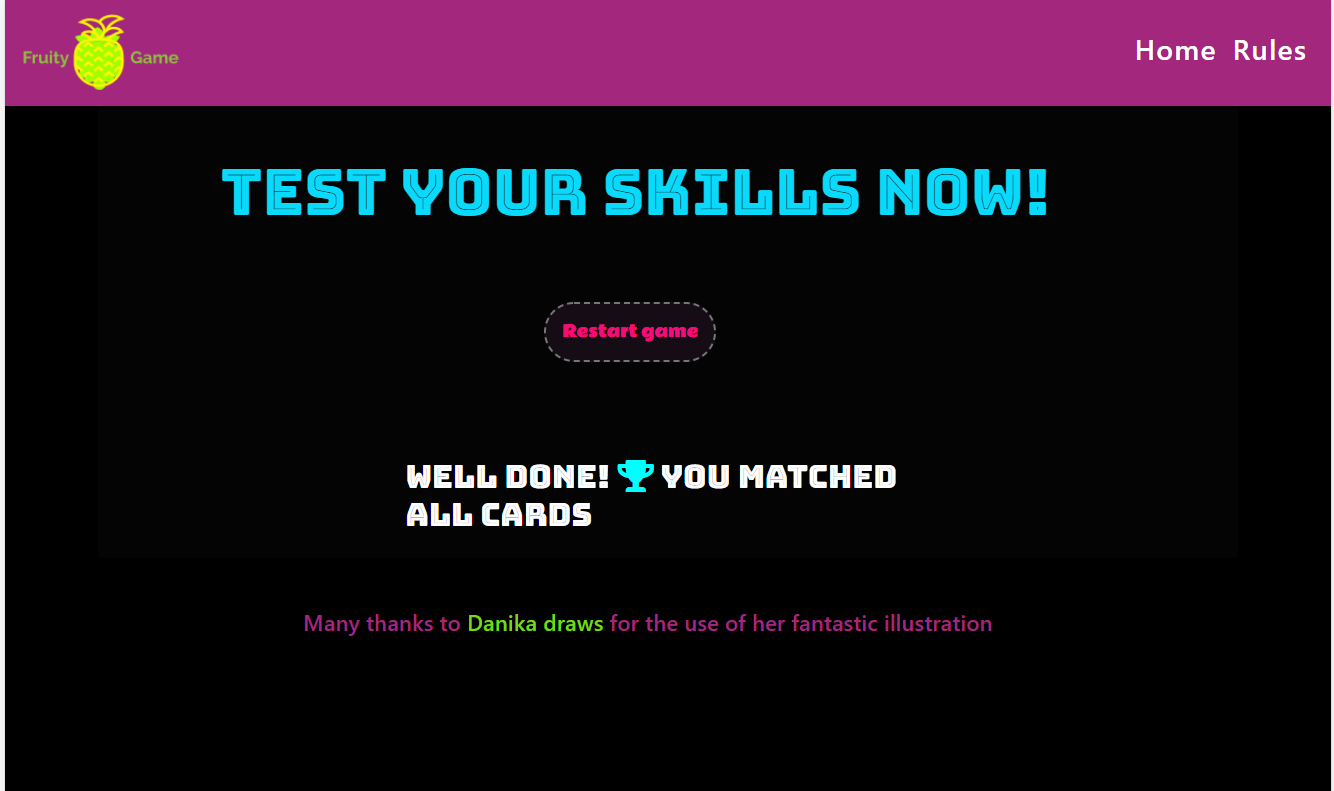 Fruity Game
Home Rules
TEST YOUR SKILLS NOW!
Restart game
WELL DONE! YOU MATCHED
ALL CARDS
Many thanks to Danika draws for the use of her fantastic illustration